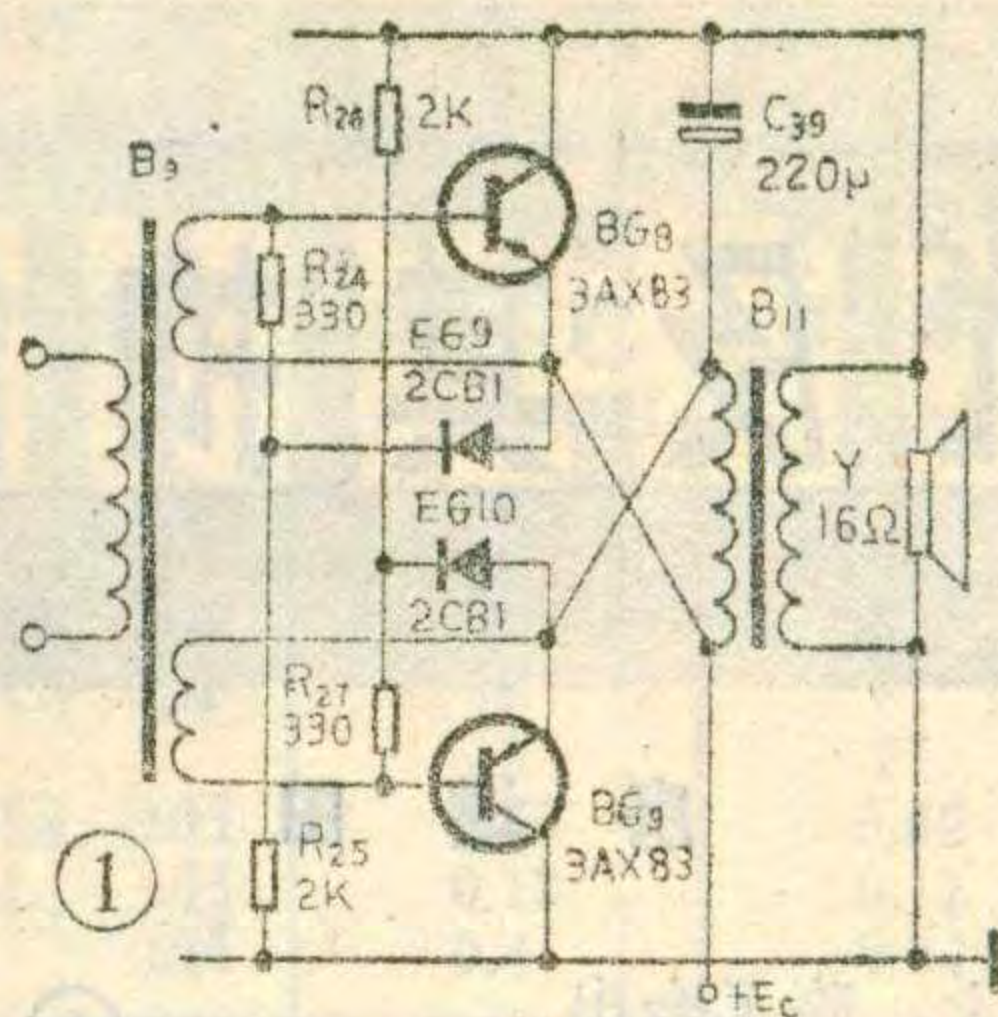 R₂₆ 2K
C₃₉
220μ
B₉
BG₈
3AX83
R₂₄
330
EG9
2CB1
B₁₁
EG10
2CB1
Y
16Ω
R₂₇
330
BG₉
3AX83
①
R₂₅
2K
+Ec